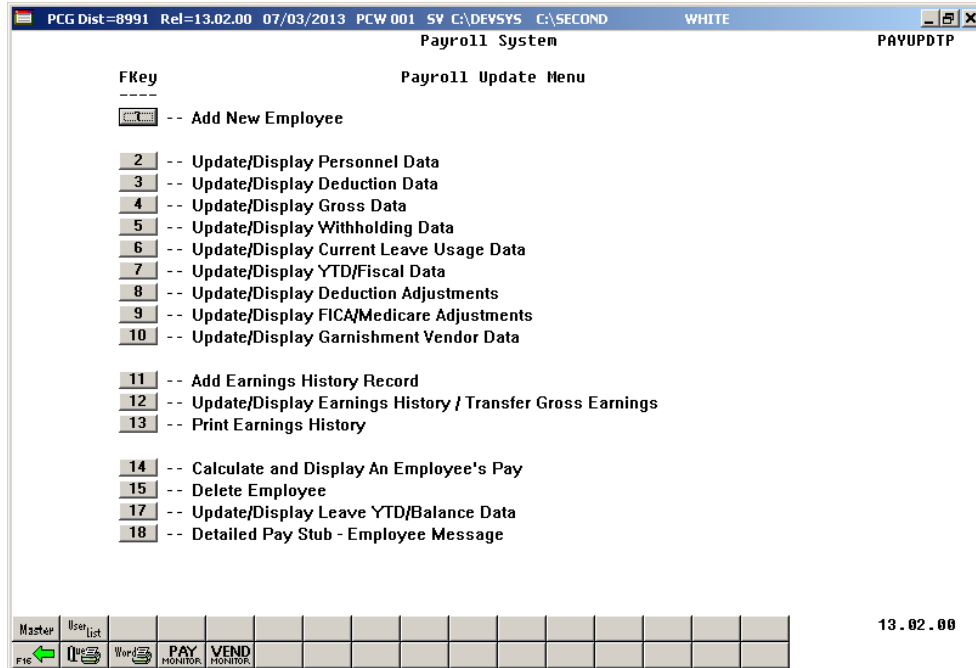 PCG Dist=8991 Rel=13.02.00 07/03/2013 PCW 001 SV C:\DEVSYS C:\SECOND WHITE
Payroll System PAYUPDTP
FKey Payroll Update Menu
----
1 -- Add New Employee
2 -- Update/Display Personnel Data
3 -- Update/Display Deduction Data
4 -- Update/Display Gross Data
5 -- Update/Display Withholding Data
6 -- Update/Display Current Leave Usage Data
7 -- Update/Display YTD/Fiscal Data
8 -- Update/Display Deduction Adjustments
9 -- Update/Display FICA/Medicare Adjustments
10 -- Update/Display Garnishment Vendor Data
11 -- Add Earnings History Record
12 -- Update/Display Earnings History / Transfer Gross Earnings
13 -- Print Earnings History
14 -- Calculate and Display An Employee's Pay
15 -- Delete Employee
17 -- Update/Display Leave YTD/Balance Data
18 -- Detailed Pay Stub - Employee Message
Master User List 13.02.00
F16 Que Word PAY MONITOR VEND MONITOR